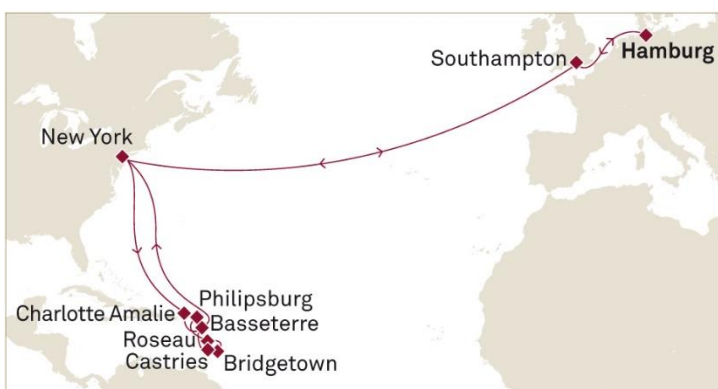 Southampton
Hamburg
New York
Philipsburg
Charlotte Amalie
Basseterre
Roseau
Castries
Bridgetown